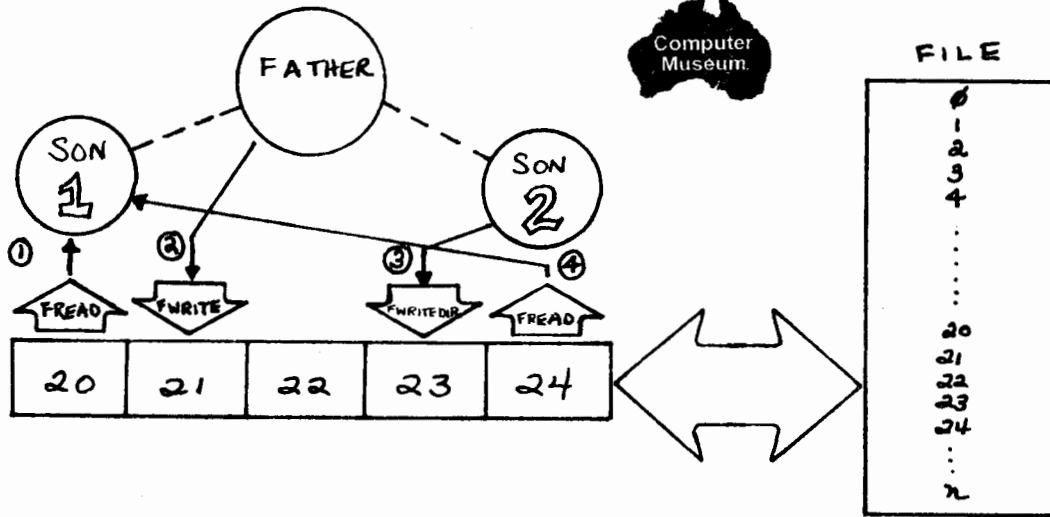 FATHER
Computer
Museum
FILE
SON
1
SON
2
①
②
③
④
FREAD
FWRITE
FWRITEDIR
FREAD
20
21
22
23
24
0
1
2
3
4
.
.
.
.
.
20
21
22
23
24
.
.
.
n